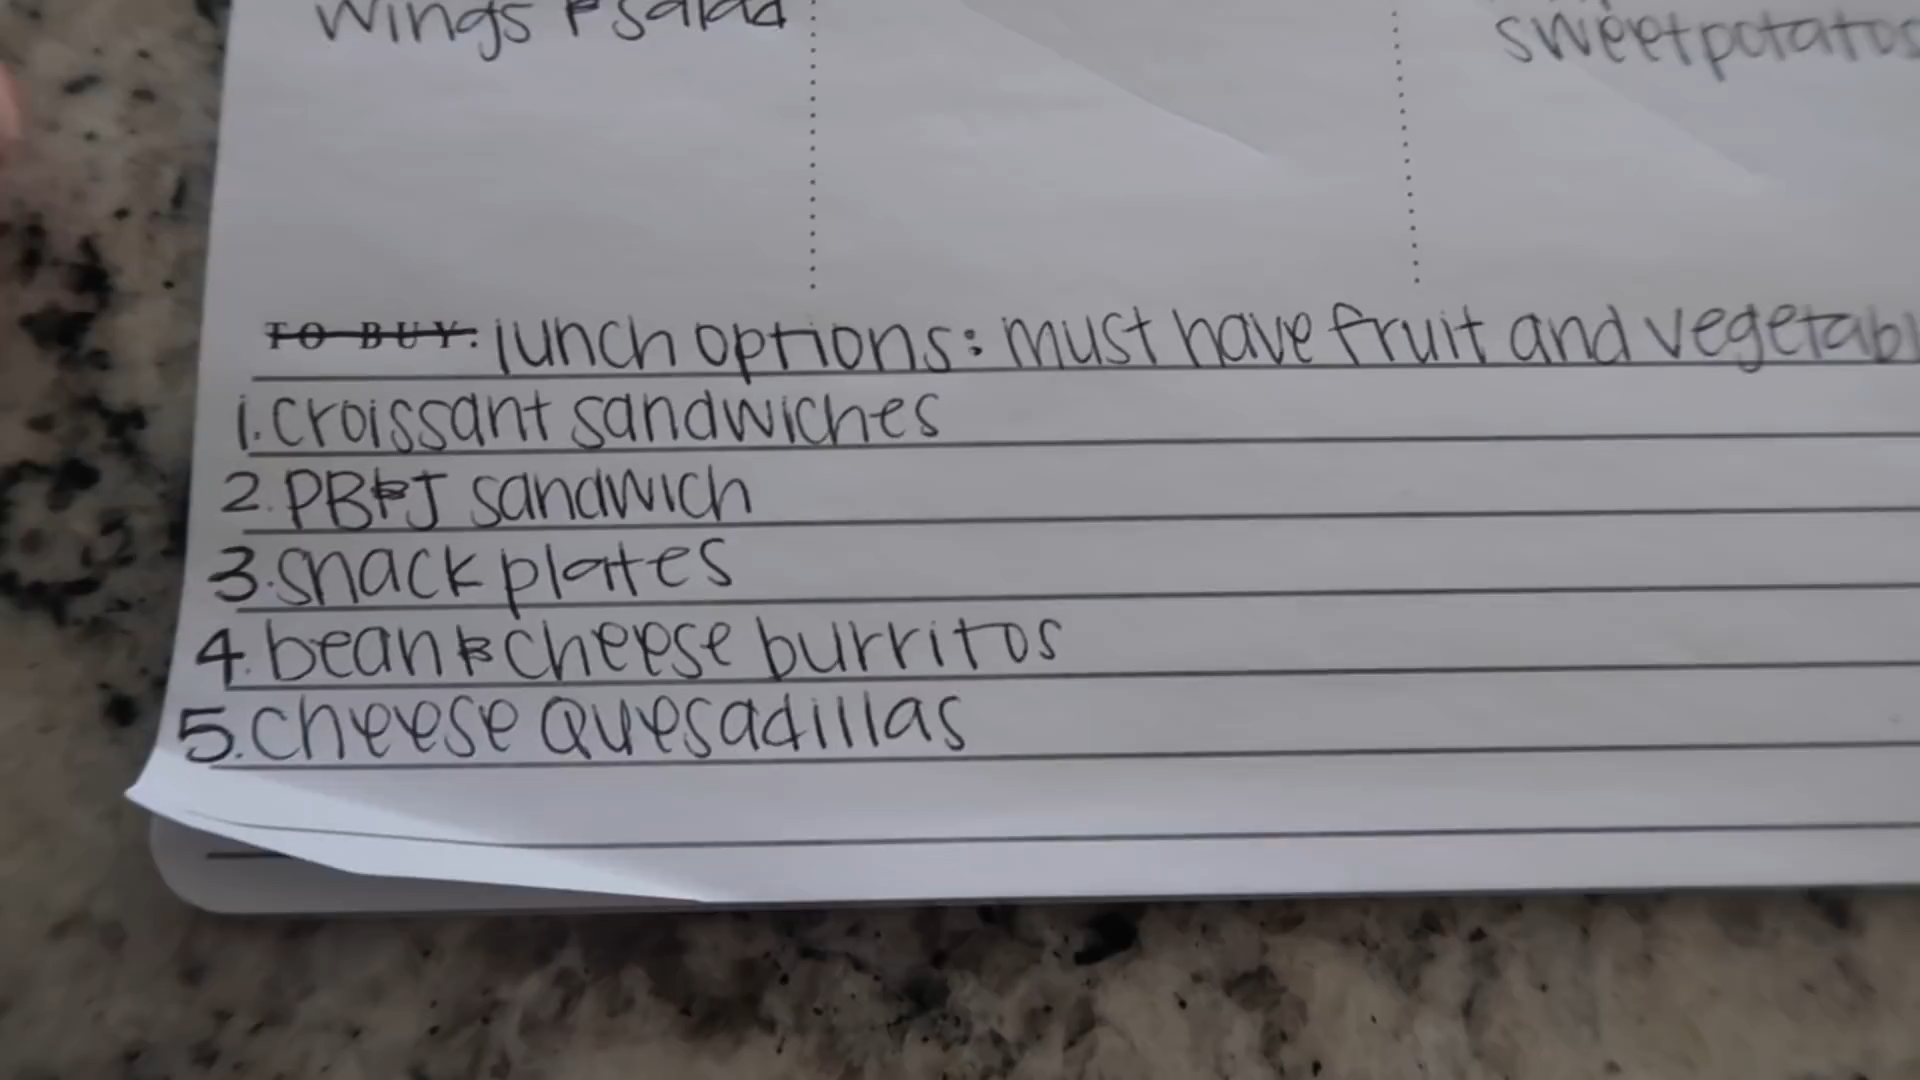 wings & salad
sweetpotatos
TO BUY: lunch options: must have fruit and vegetabl
1. croissant sandwiches
2. PB&J sandwich
3. snack plates
4. bean & cheese burritos
5. cheese quesadillas